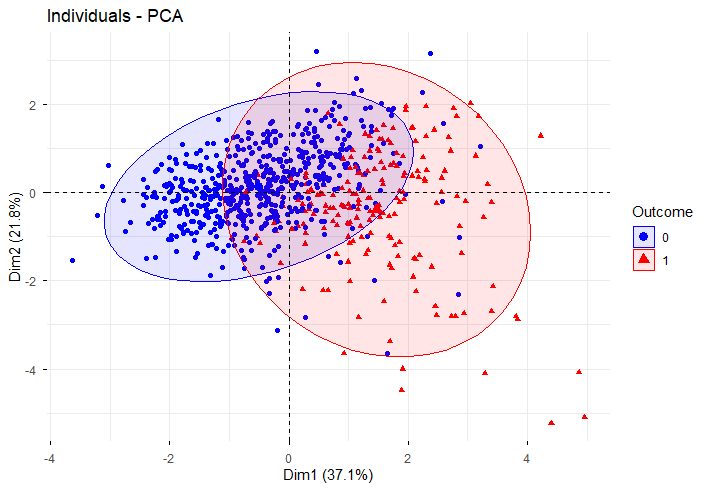 Individuals - PCA
Dim2 (21.8%)
2
0
-2
-4
-4
-2
0
2
4
Dim1 (37.1%)
Outcome
0
1